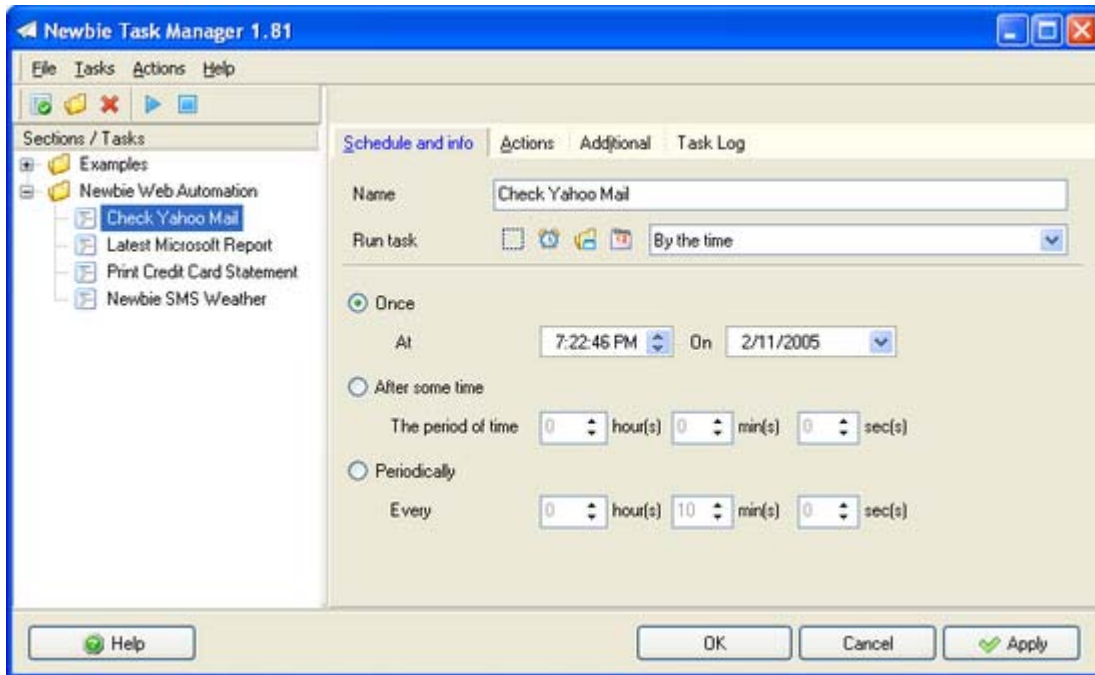 Newbie Task Manager 1.81
File Tasks Actions Help
Sections / Tasks
Examples
Newbie Web Automation
Check Yahoo Mail
Latest Microsoft Report
Print Credit Card Statement
Newbie SMS Weather
Schedule and info Actions Additional Task Log
Name Check Yahoo Mail
Run task By the time
Once
At 7:22:46 PM On 2/11/2005
After some time
The period of time 0 hour(s) 0 min(s) 0 sec(s)
Periodically
Every 0 hour(s) 10 min(s) 0 sec(s)
Help OK Cancel Apply